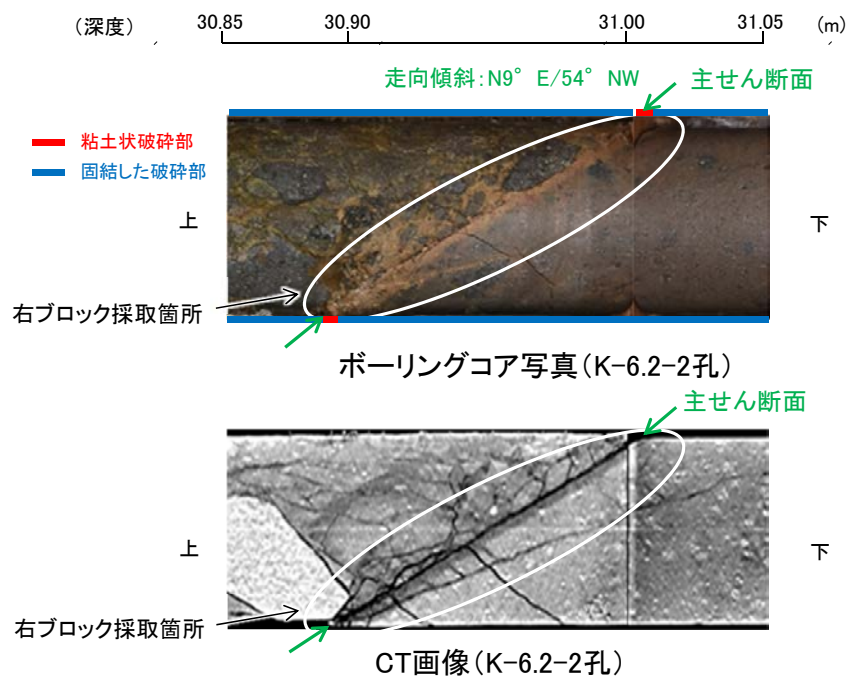 （深度） 30.85 30.90 31.00 31.05 (m)
走向傾斜：N9°E/54°NW 主せん断面
粘土状破砕部
固結した破砕部
上 下
右ブロック採取箇所
ボーリングコア写真（K-6.2-2孔）
主せん断面
上 下
右ブロック採取箇所
CT画像（K-6.2-2孔）